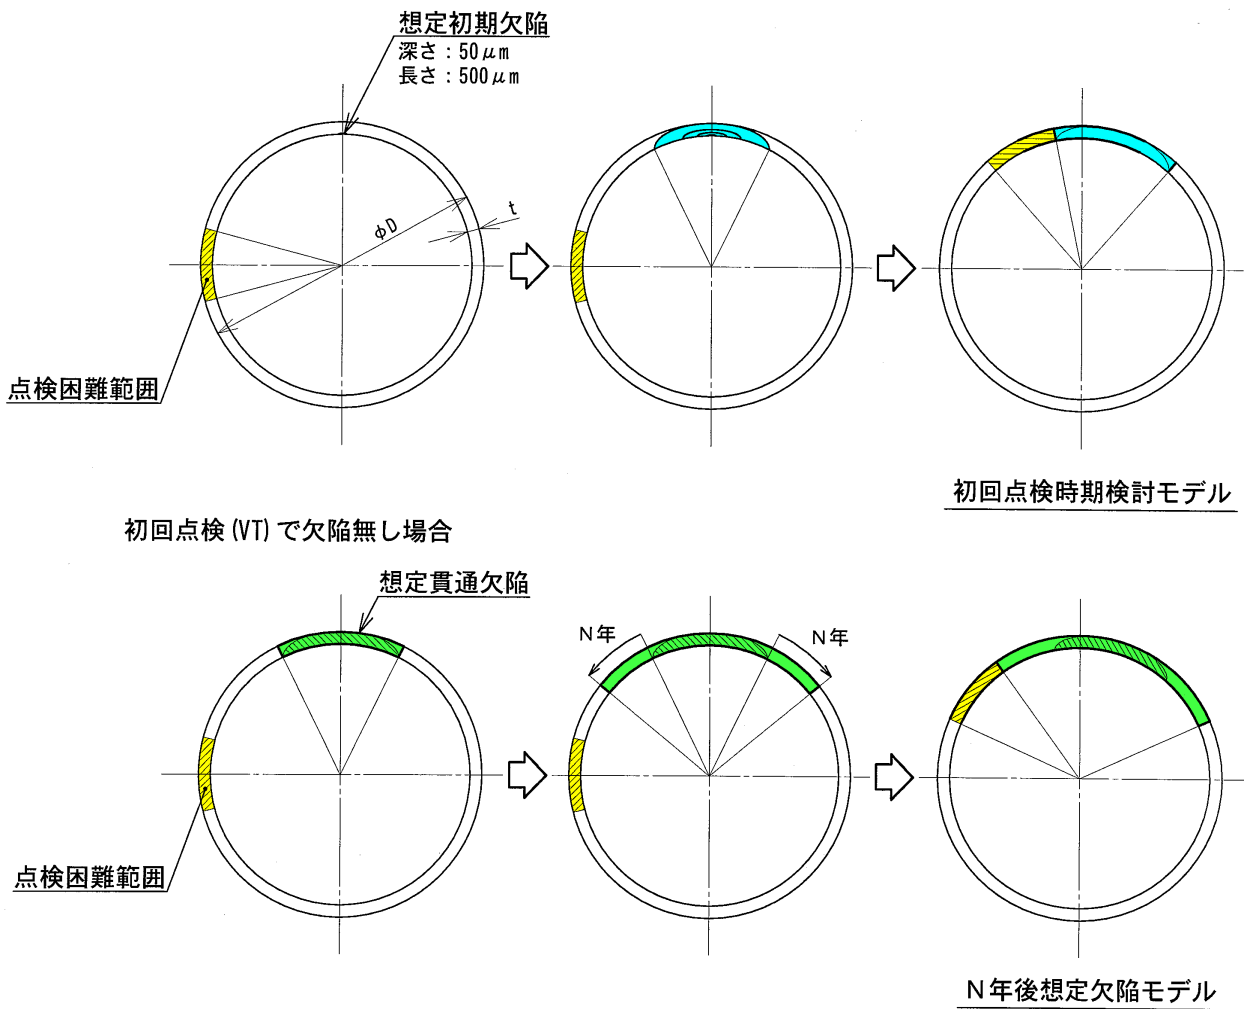 想定初期欠陥
深さ：50μm
長さ：500μm
φD
t
点検困難範囲
初回点検時期検討モデル
初回点検(VT)で欠陥無し場合
想定貫通欠陥
N年
N年
点検困難範囲
N年後想定欠陥モデル